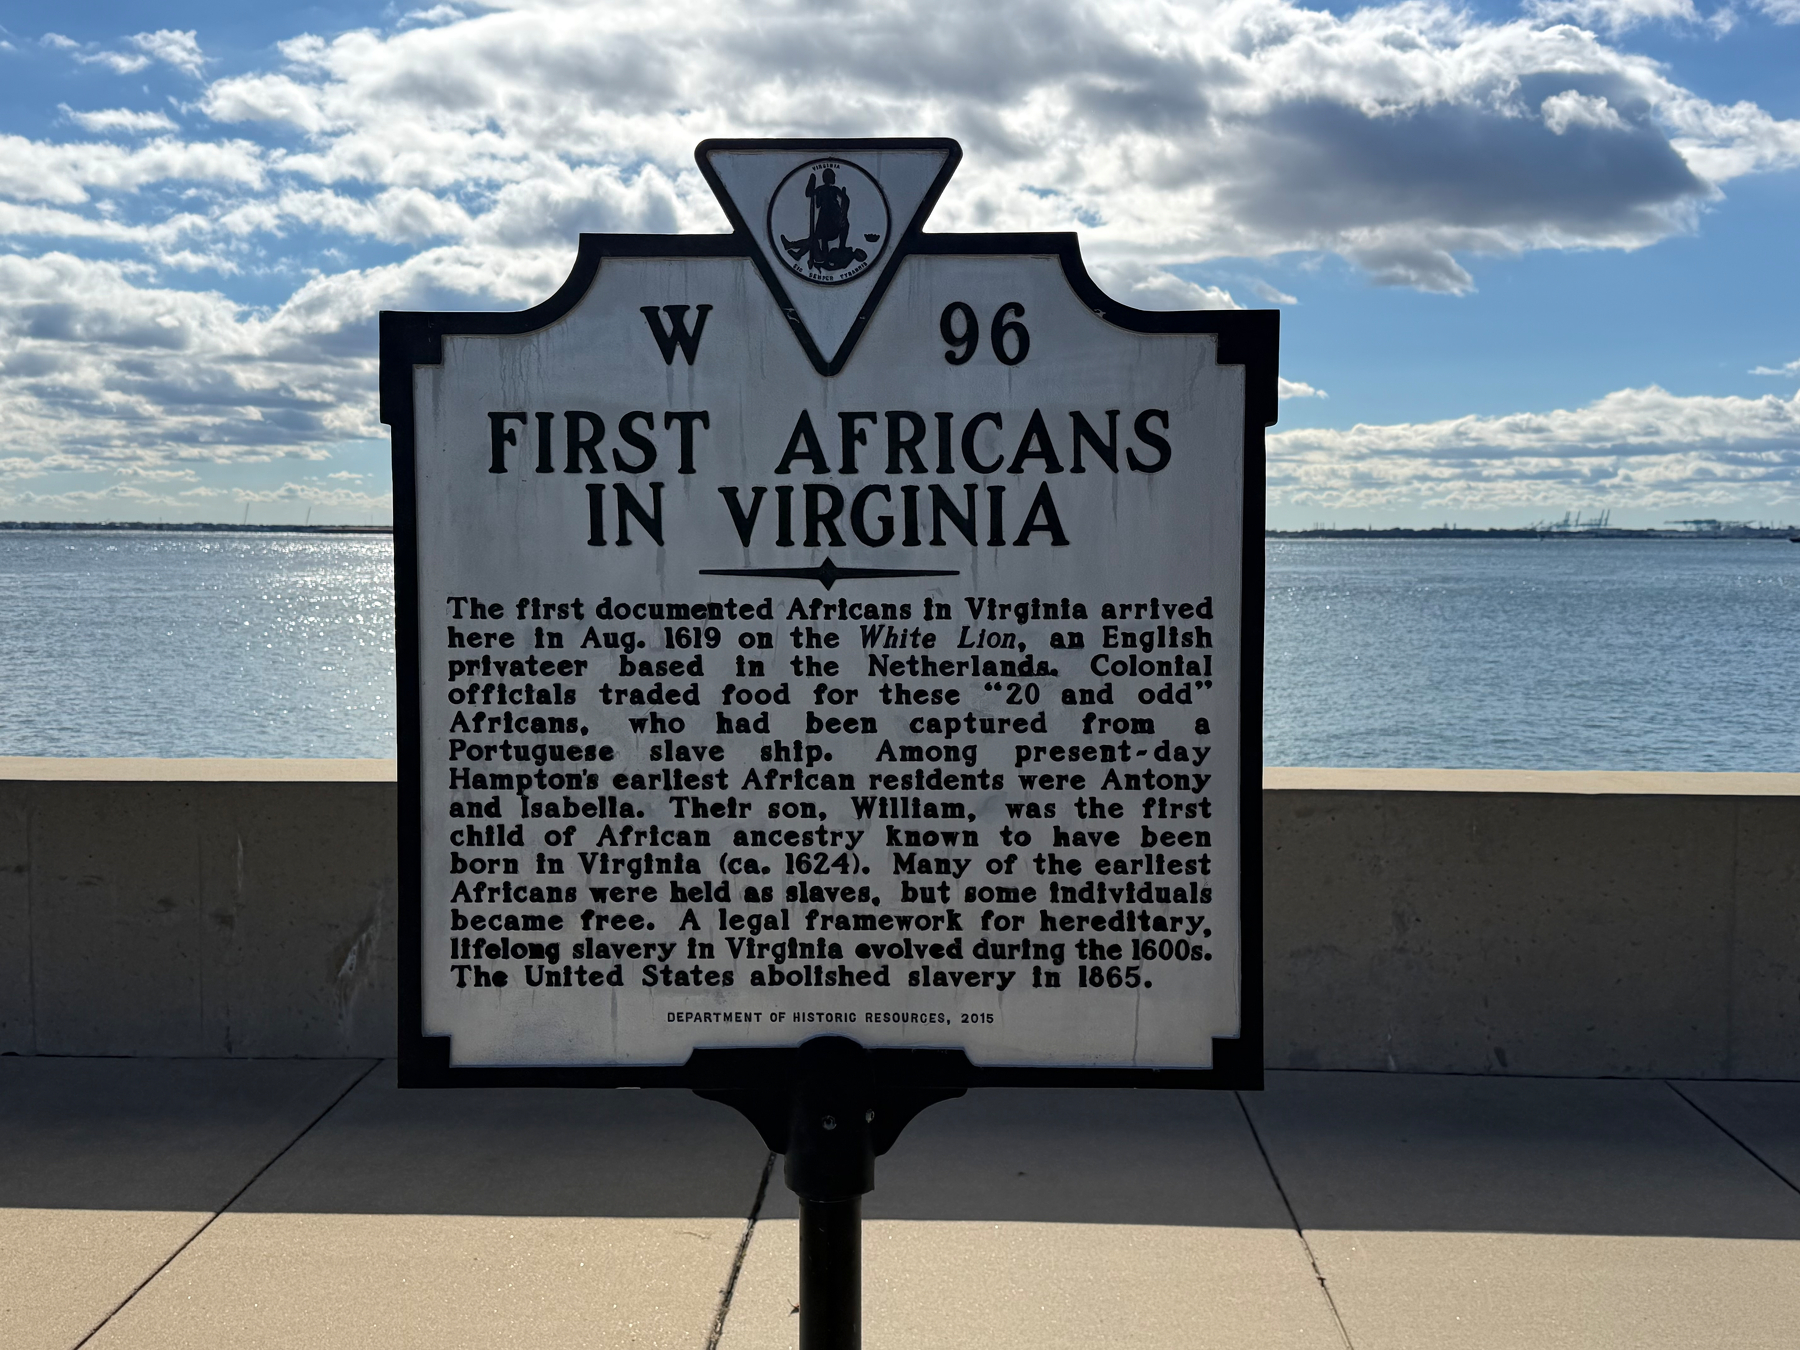 VIRGINIA
SIC SEMPER TYRANNIS
W 96
FIRST AFRICANS
IN VIRGINIA
The first documented Africans in Virginia arrived
here in Aug. 1619 on the White Lion, an English
privateer based in the Netherlands. Colonial
officials traded food for these “20 and odd”
Africans, who had been captured from a
Portuguese slave ship. Among present-day
Hampton's earliest African residents were Antony
and Isabella. Their son, William, was the first
child of African ancestry known to have been
born in Virginia (ca. 1624). Many of the earliest
Africans were held as slaves, but some individuals
became free. A legal framework for hereditary,
lifelong slavery in Virginia evolved during the 1600s.
The United States abolished slavery in 1865.
DEPARTMENT OF HISTORIC RESOURCES, 2015